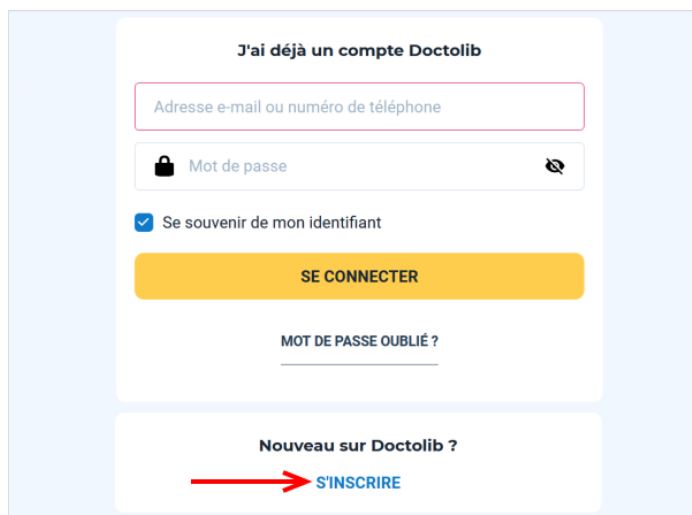 J'ai déjà un compte Doctolib
Adresse e-mail ou numéro de téléphone
Mot de passe
Se souvenir de mon identifiant
SE CONNECTER
MOT DE PASSE OUBLIÉ ?
Nouveau sur Doctolib ?
S'INSCRIRE